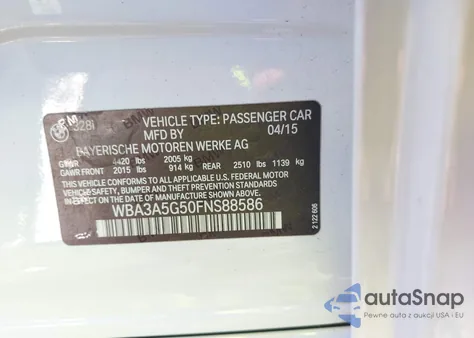 328i VEHICLE TYPE: PASSENGER CAR
MFD BY 04/15
BAYERISCHE MOTOREN WERKE AG
GVWR 4420 lbs 2005 kg
GAWR FRONT 2015 lbs 914 kg REAR 2510 lbs 1139 kg
THIS VEHICLE CONFORMS TO ALL APPLICABLE U.S. FEDERAL MOTOR
VEHICLE SAFETY, BUMPER, AND THEFT PREVENTION STANDARDS IN
EFFECT ON THE DATE OF MANUFACTURE SHOWN ABOVE.
WBA3A5G50FNS88586
2 122 606
autoSnap
Pewne auta z aukcji USA i EU